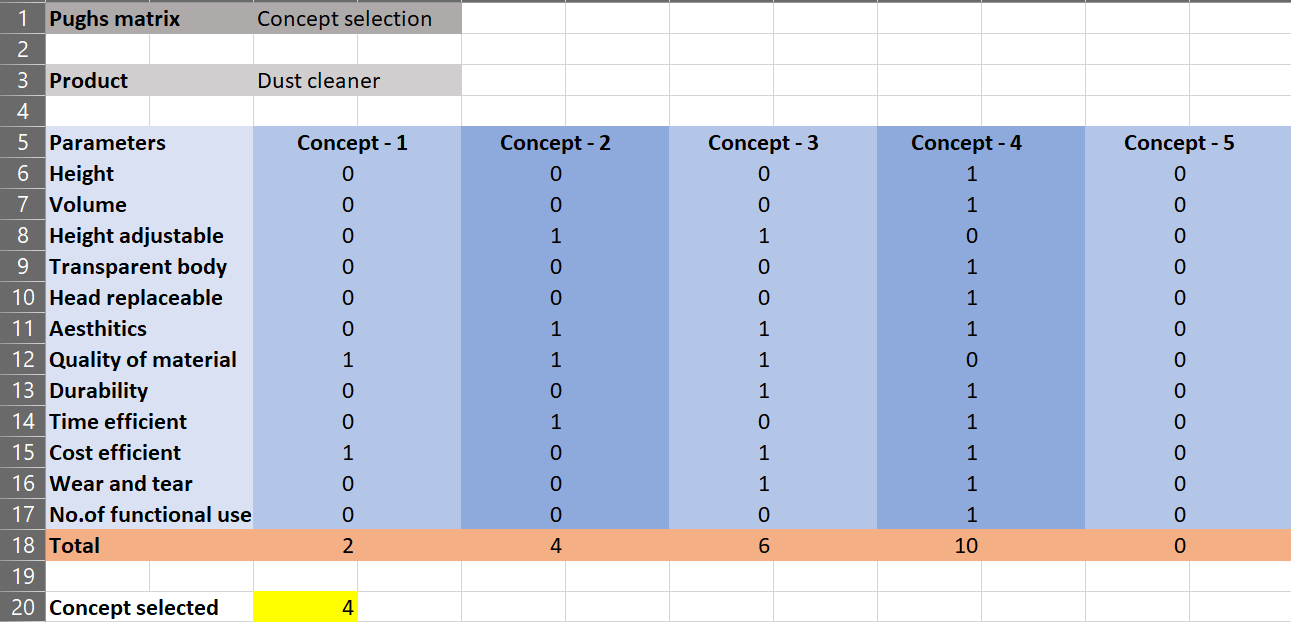 1 Pughs matrix Concept selection
2
3 Product Dust cleaner
4
5 Parameters Concept - 1 Concept - 2 Concept - 3 Concept - 4 Concept - 5
6 Height 0 0 0 1 0
7 Volume 0 0 0 1 0
8 Height adjustable 0 1 1 0 0
9 Transparent body 0 0 0 1 0
10 Head replaceable 0 0 0 1 0
11 Aesthitics 0 1 1 1 0
12 Quality of material 1 1 1 0 0
13 Durability 0 0 1 1 0
14 Time efficient 0 1 0 1 0
15 Cost efficient 1 0 1 1 0
16 Wear and tear 0 0 1 1 0
17 No.of functional use 0 0 0 1 0
18 Total 2 4 6 10 0
19
20 Concept selected 4